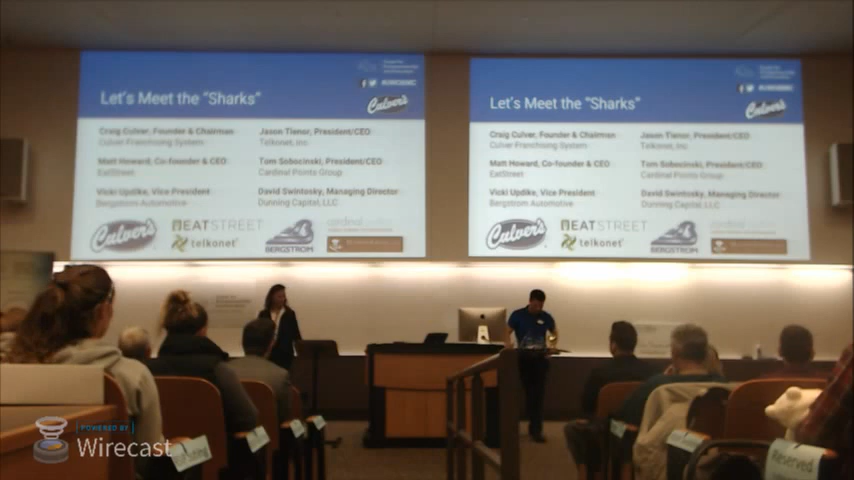 Let's Meet the "Sharks"
Culver's
Craig Culver, Founder & Chairman
Culver Franchising System
Matt Howard, Co-founder & CEO
EatStreet
Vicki Updike, Vice President
Bergstrom Automotive
Jason Tienor, President/CEO
Telkonet, Inc
Tom Sobocinski, President/CEO
Cardinal Points Group
David Swintosky, Managing Director
Dunning Capital, LLC
Culver's
EATSTREET
telkonet
BERGSTROM
Let's Meet the "Sharks"
Culver's
Craig Culver, Founder & Chairman
Culver Franchising System
Matt Howard, Co-founder & CEO
EatStreet
Vicki Updike, Vice President
Bergstrom Automotive
Jason Tienor, President/CEO
Telkonet, Inc
Tom Sobocinski, President/CEO
Cardinal Points Group
David Swintosky, Managing Director
Dunning Capital, LLC
Culver's
EATSTREET
telkonet
BERGSTROM
POWERED BY
Wirecast
Reserved